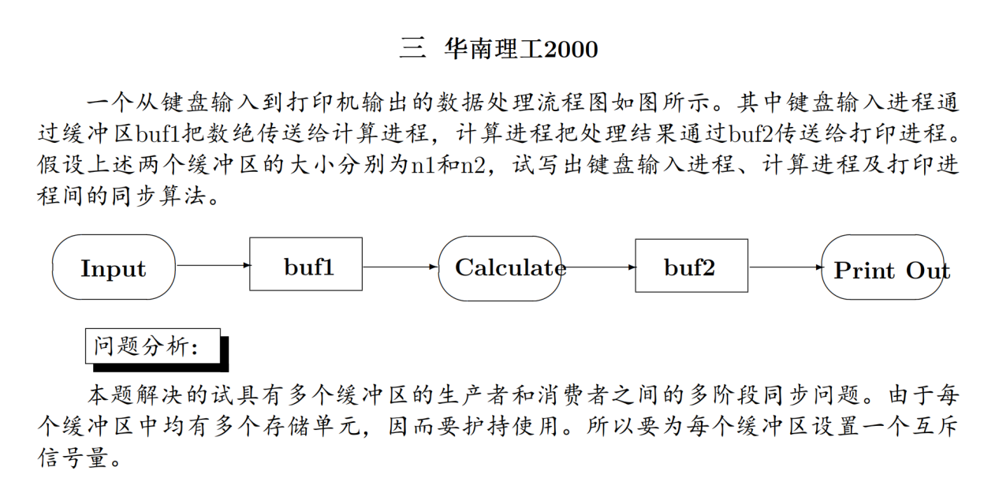 三 华南理工2000
一个从键盘输入到打印机输出的数据处理流程图如图所示。其中键盘输入进程通
过缓冲区buf1把数绝传送给计算进程，计算进程把处理结果通过buf2传送给打印进程。
假设上述两个缓冲区的大小分别为n1和n2，试写出键盘输入进程、计算进程及打印进
程间的同步算法。
Input
buf1
Calculate
buf2
Print Out
问题分析：
本题解决的试具有多个缓冲区的生产者和消费者之间的多阶段同步问题。由于每
个缓冲区中均有多个存储单元，因而要护持使用。所以要为每个缓冲区设置一个互斥
信号量。